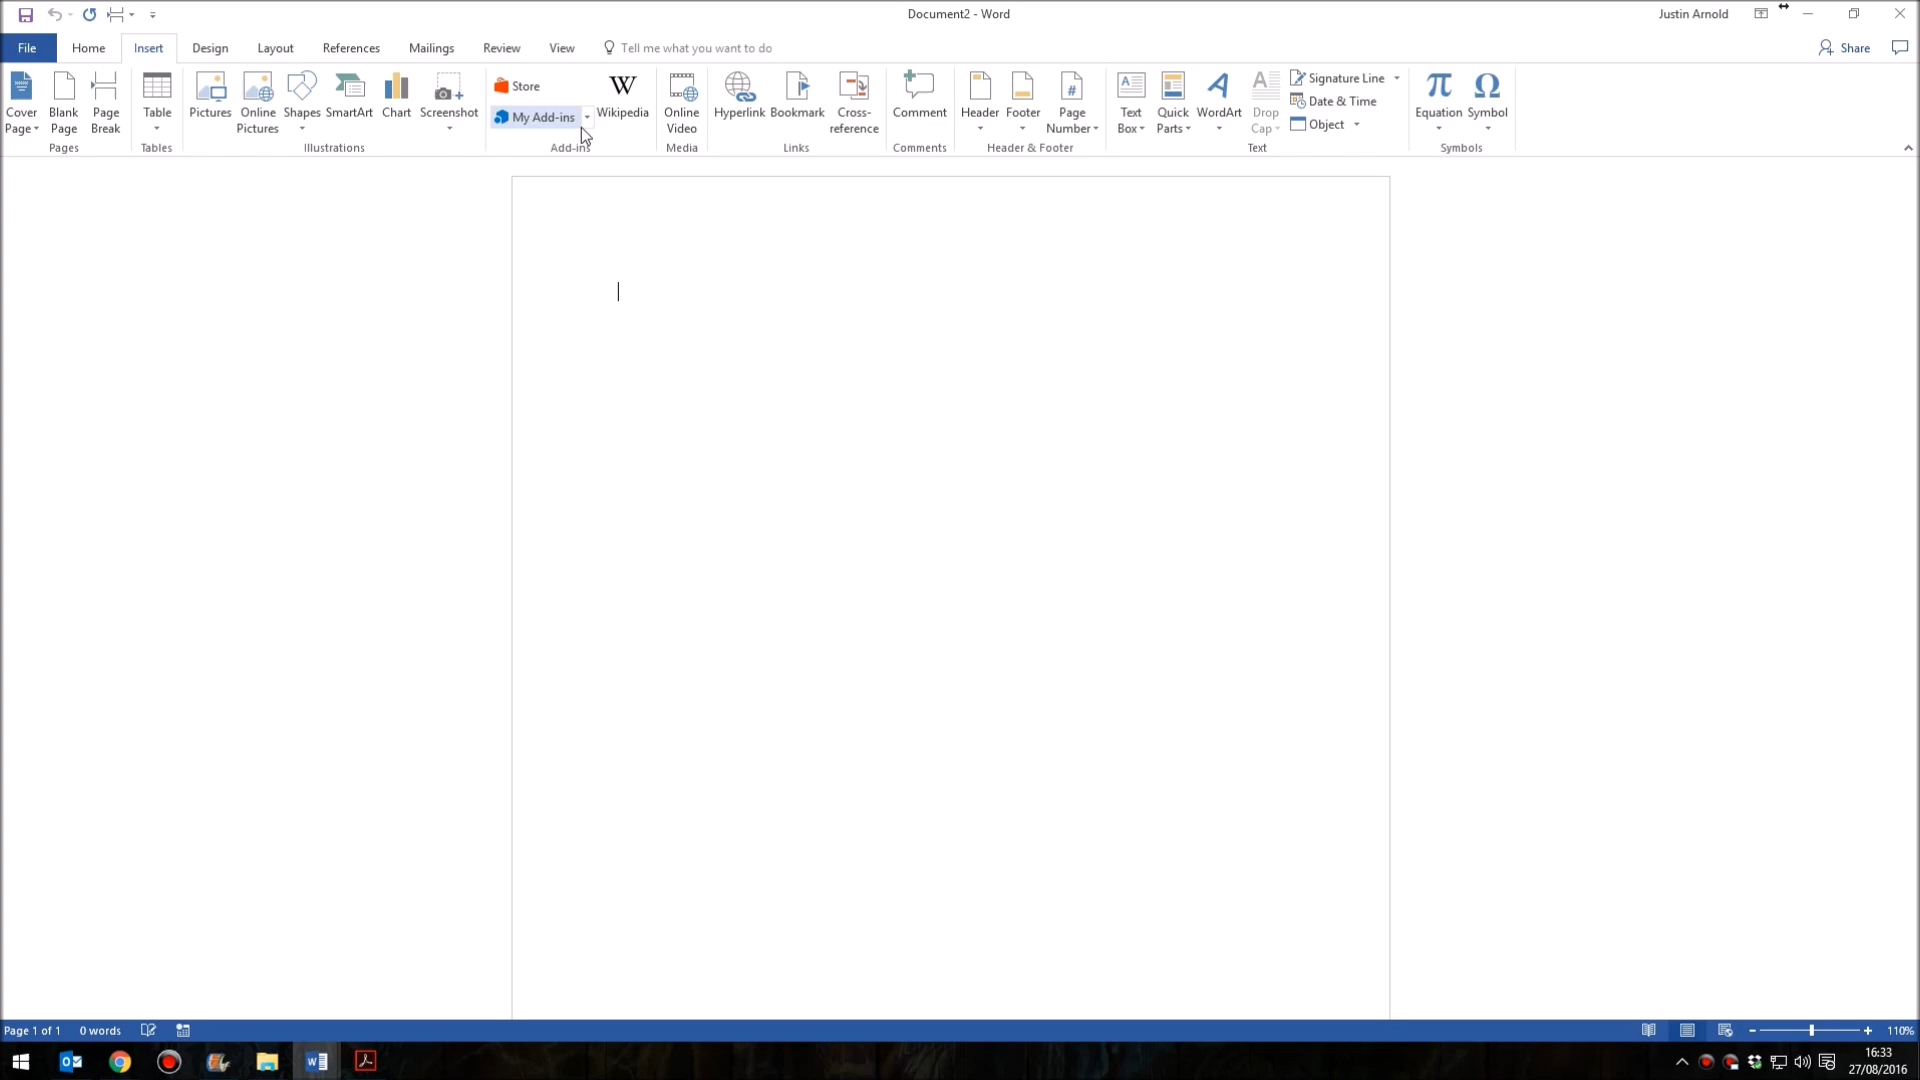 Document2 - Word
Justin Arnold
File Home Insert Design Layout References Mailings Review View Tell me what you want to do Share
Cover Page
Blank Page
Page Break
Pages
Table
Tables
Pictures
Online Pictures
Shapes
SmartArt
Chart
Screenshot
Illustrations
Store
My Add-ins
W
Wikipedia
Add-ins
Online Video
Media
Hyperlink
Bookmark
Cross-reference
Links
Comment
Comments
Header
Footer
# Page Number
Header & Footer
A Text Box
Quick Parts
A WordArt
A Drop Cap
Signature Line
Date & Time
Object
Text
π Equation
Ω Symbol
Symbols
Page 1 of 1 0 words
110%
16:33
27/08/2016